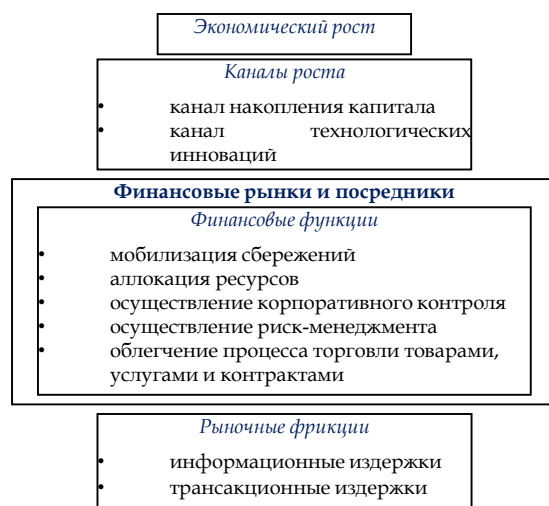 Экономический рост
Каналы роста
• канал накопления капитала
• канал технологических
инноваций
Финансовые рынки и посредники
Финансовые функции
• мобилизация сбережений
• аллокация ресурсов
• осуществление корпоративного контроля
• осуществление риск-менеджмента
• облегчение процесса торговли товарами,
услугами и контрактами
Рыночные фрикции
• информационные издержки
• трансакционные издержки